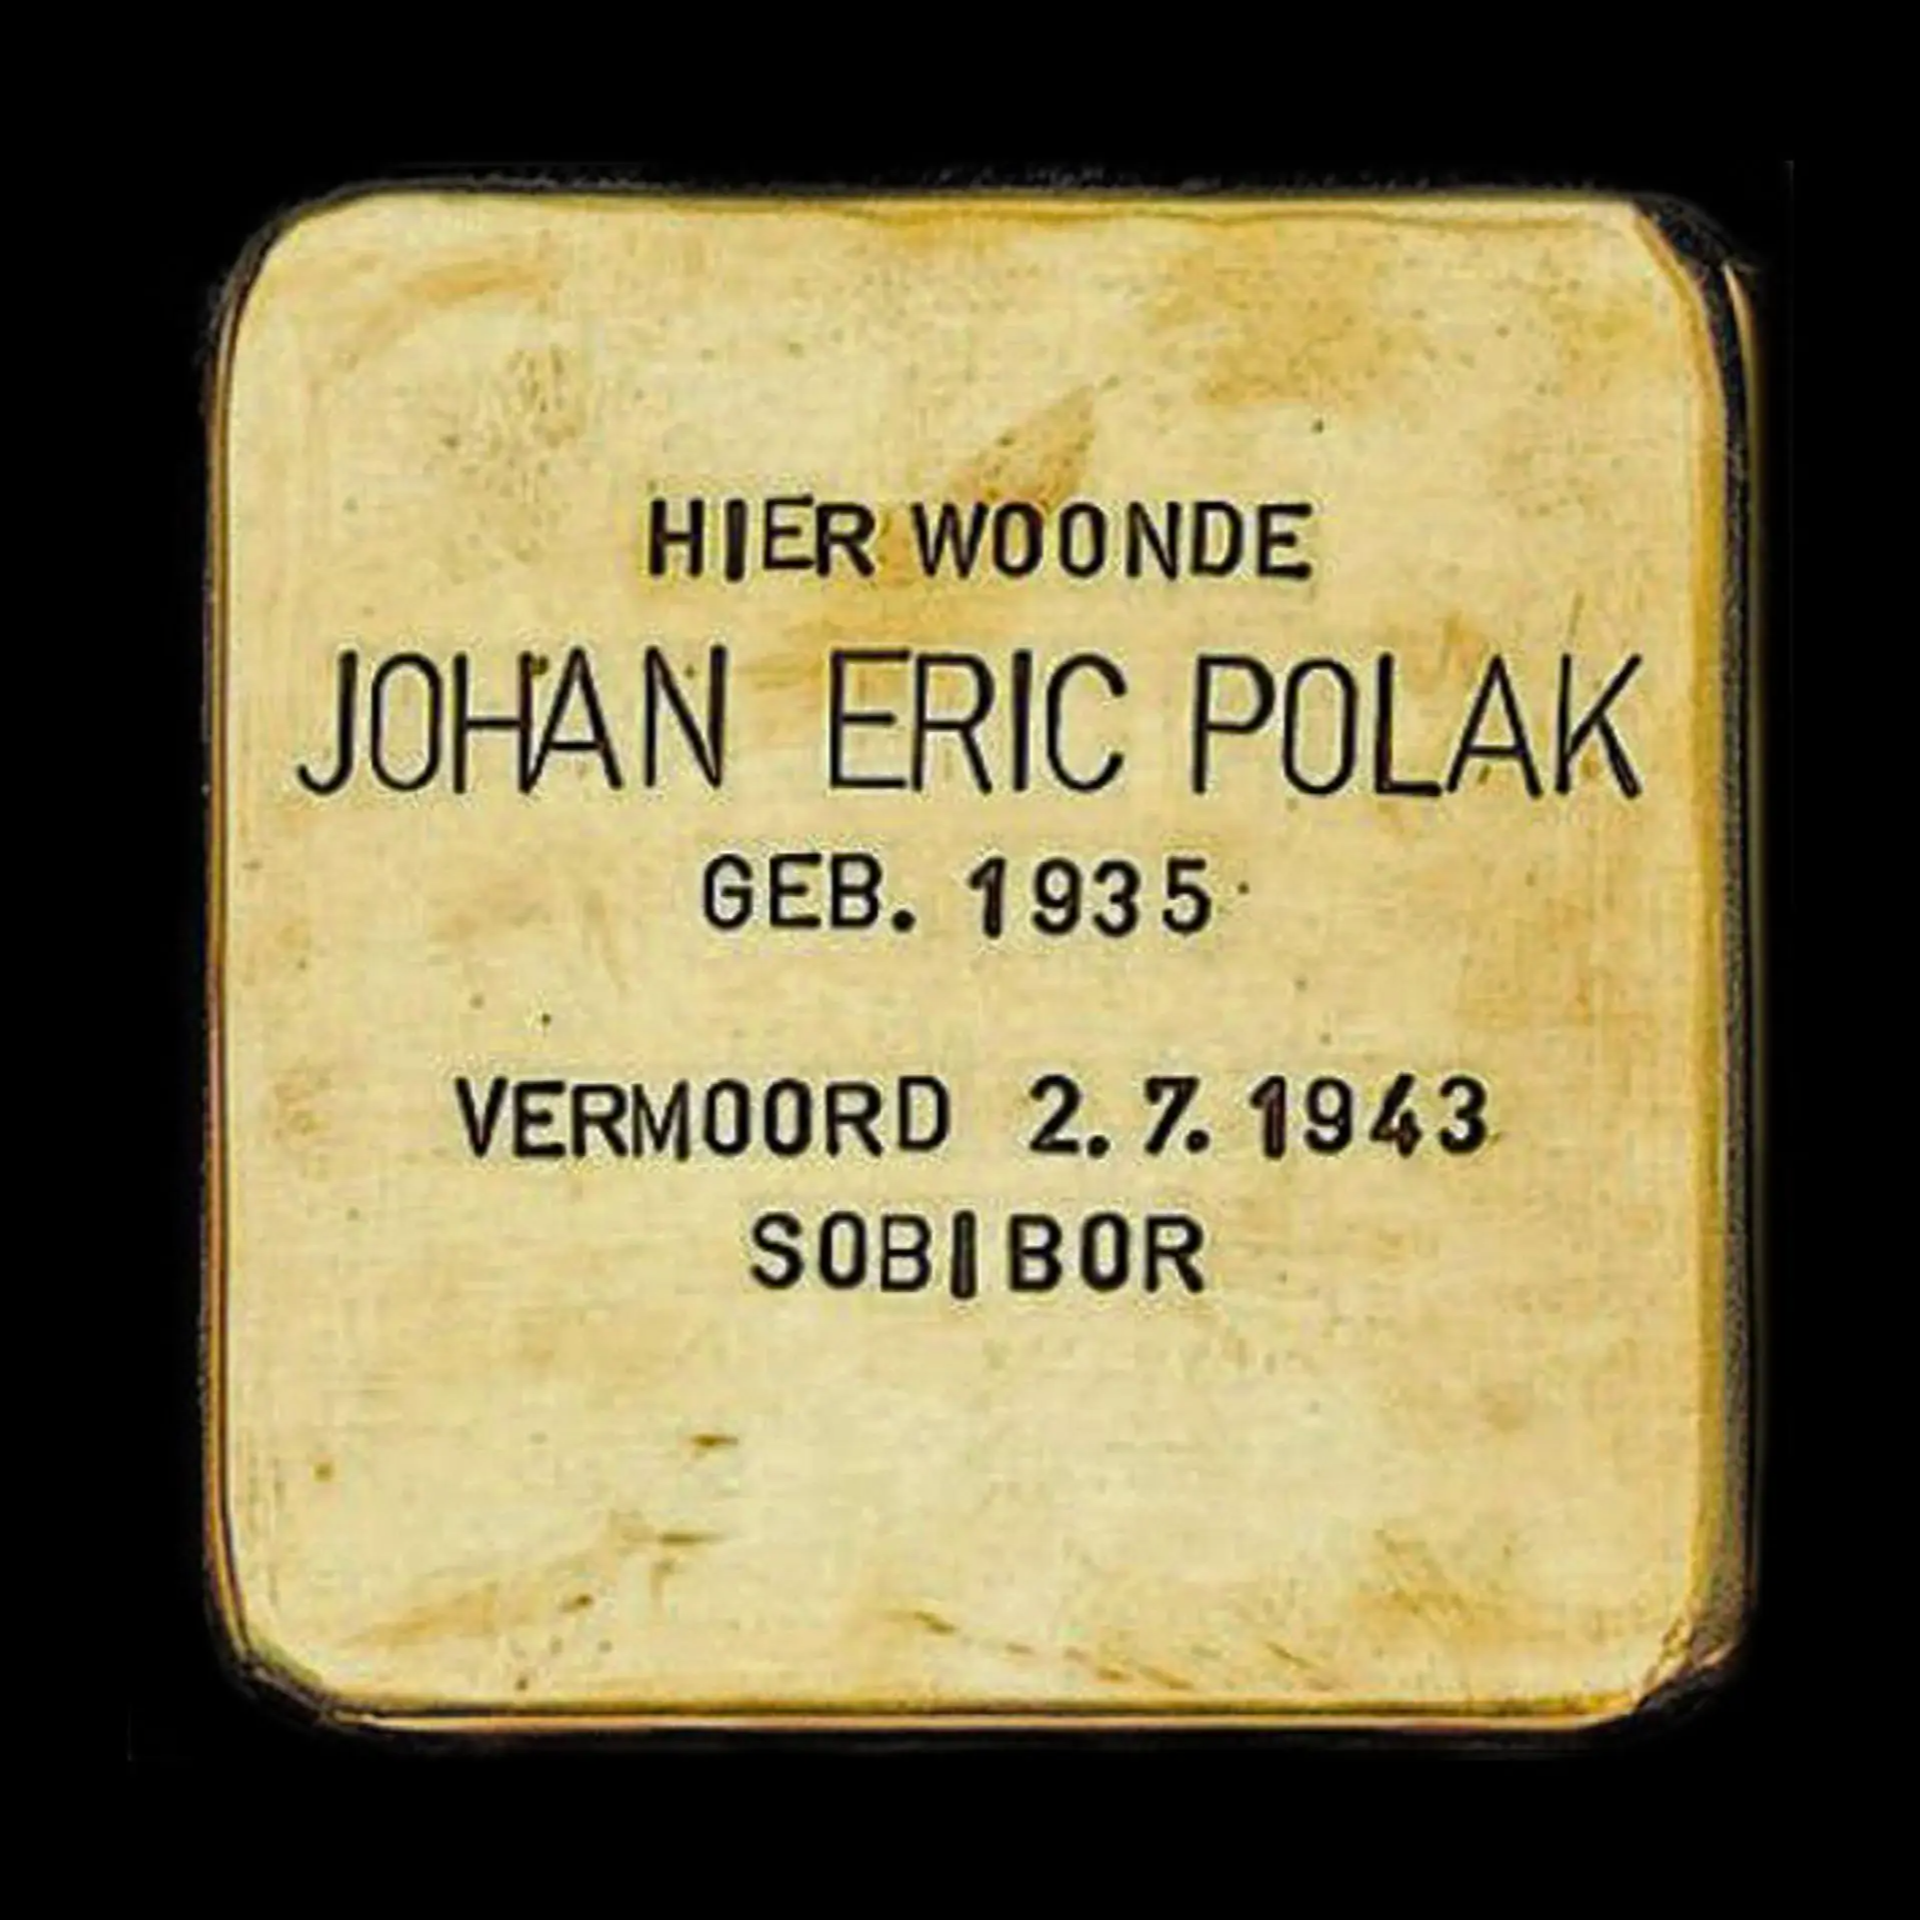 HIER WOONDE
JOHAN ERIC POLAK
GEB. 1935
VERMOORD 2.7.1943
SOBIBOR